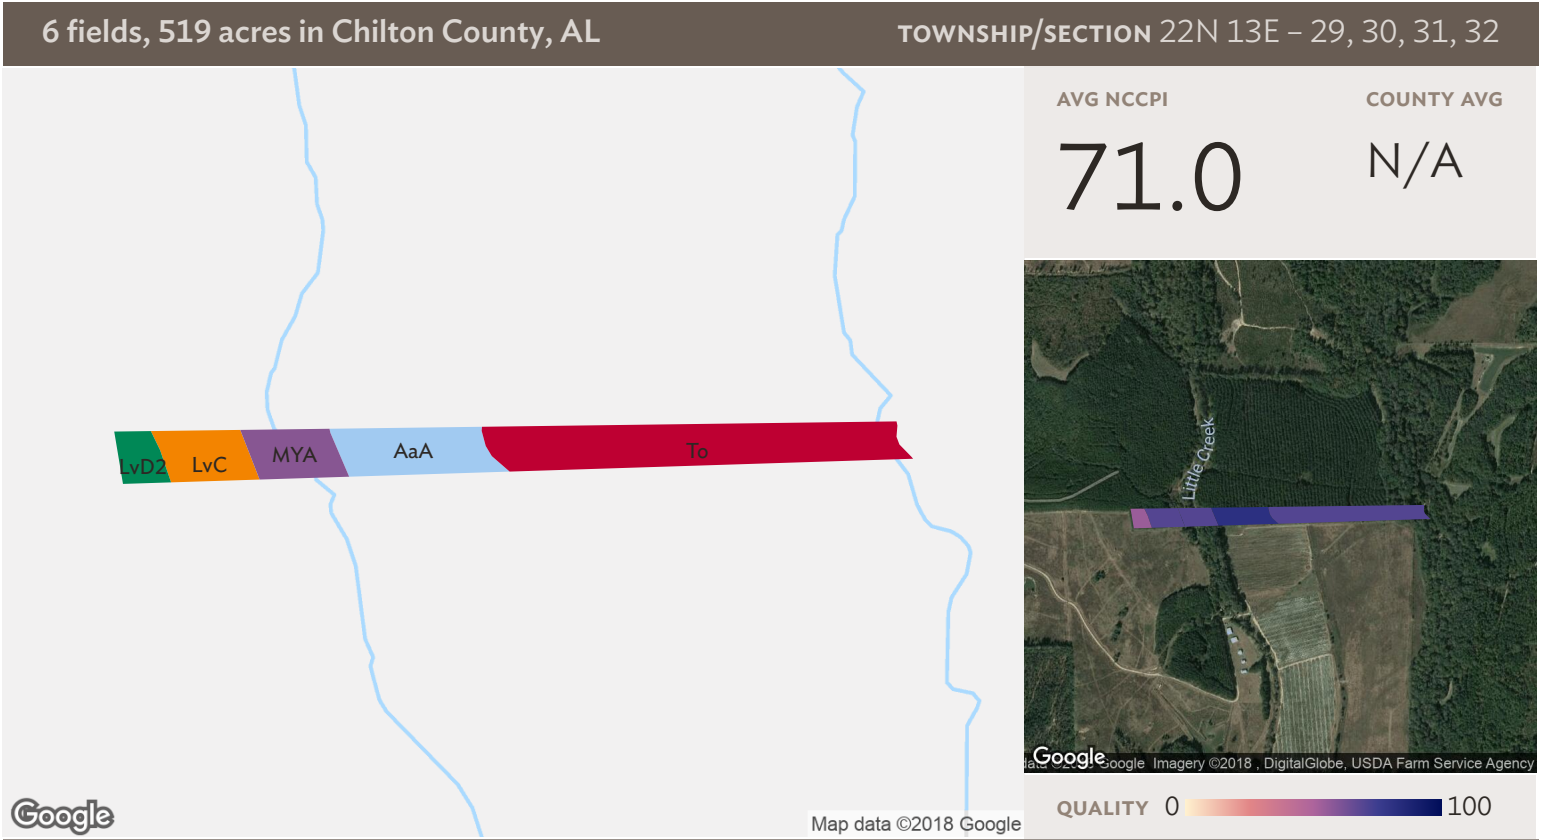 6 fields, 519 acres in Chilton County, AL
TOWNSHIP/SECTION 22N 13E – 29, 30, 31, 32
AVG NCCPI
COUNTY AVG
71.0
N/A
LvD2
LvC
MYA
AaA
To
Little Creek
Google
Google Imagery ©2018 , DigitalGlobe, USDA Farm Service Agency
QUALITY 0 100
Google
Map data ©2018 Google